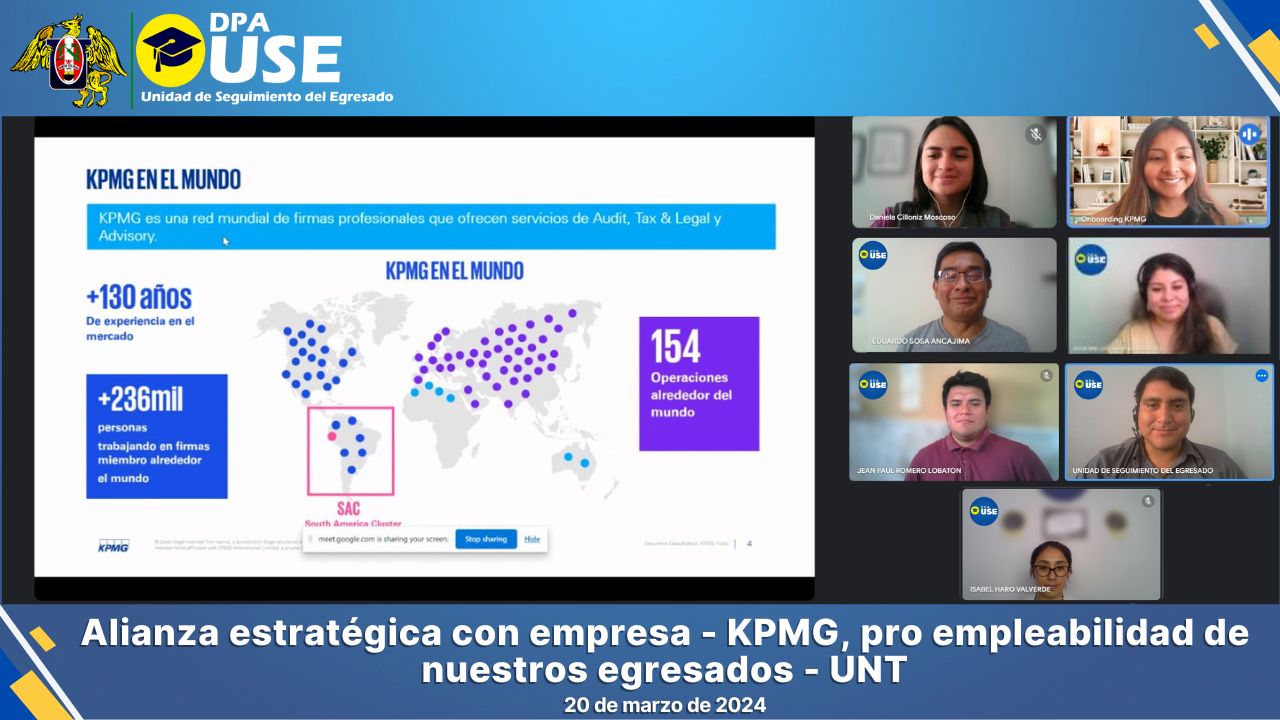 DPA
USE
Unidad de Seguimiento del Egresado
KPMG EN EL MUNDO
KPMG es una red mundial de firmas profesionales que ofrecen servicios de Audit, Tax & Legal y
Advisory.
KPMG EN EL MUNDO
+130 años
De experiencia en el
mercado
+236mil
personas
trabajando en firmas
miembro alrededor
el mundo
154
Operaciones
alrededor del
mundo
SAC
South America Cluster
meet.google.com is sharing your screen.
Stop sharing
Hide
KPMG
Document Classification: KPMG Public
4
Daniela Cilloniz Moscoso
Onboarding KPMG
DPA
USE
EDUARDO SOSA ANCAJIMA
DPA
USE
DPA
USE
JEAN PAUL ROMERO LOBATON
DPA
USE
UNIDAD DE SEGUIMIENTO DEL EGRESADO
DPA
USE
ISABEL HARO VALVERDE
Alianza estratégica con empresa - KPMG, pro empleabilidad de
nuestros egresados - UNT
20 de marzo de 2024